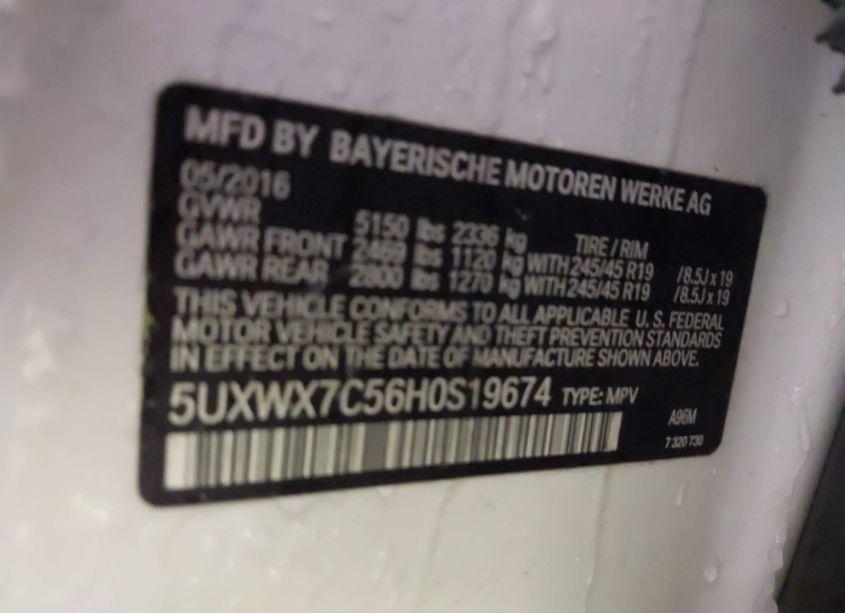 MFD BY BAYERISCHE MOTOREN WERKE AG
05/2016
GVWR 5150 lbs 2336 kg TIRE / RIM
GAWR FRONT 2469 lbs 1120 kg WITH 245/45 R19 /8.5J x 19
GAWR REAR 2800 lbs 1270 kg WITH 245/45 R19 /8.5J x 19
THIS VEHICLE CONFORMS TO ALL APPLICABLE U. S. FEDERAL
MOTOR VEHICLE SAFETY AND THEFT PREVENTION STANDARDS
IN EFFECT ON THE DATE OF MANUFACTURE SHOWN ABOVE.
5UXWX7C56H0S19674 TYPE: MPV
A96M
7 320 730